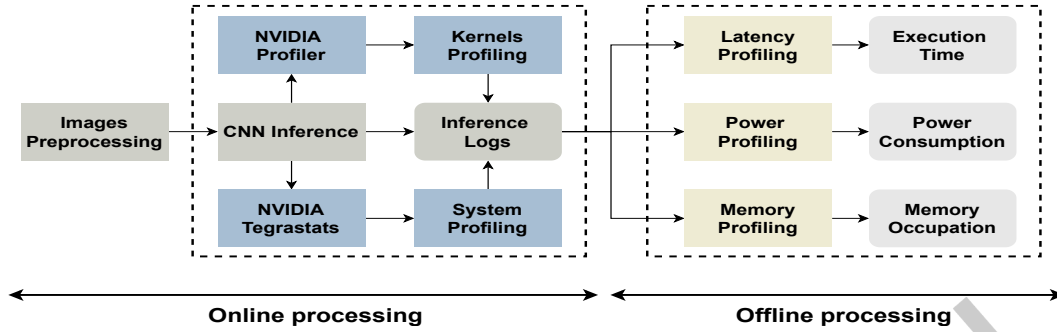 NVIDIA
Profiler
Kernels
Profiling
Latency
Profiling
Execution
Time
Images
Preprocessing
CNN Inference
Inference
Logs
Power
Profiling
Power
Consumption
NVIDIA
Tegrastats
System
Profiling
Memory
Profiling
Memory
Occupation
Online processing
Offline processing